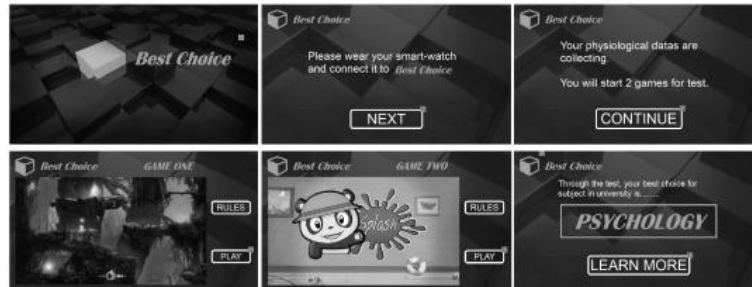 Best Choice
Best Choice
Please wear your smart-watch
and connect it to Best Choice
NEXT
Best Choice
Your physiological datas are
collecting.
You will start 2 games for test.
CONTINUE
Best Choice GAME ONE
RULES
PLAY
Best Choice GAME TWO
Splash
RULES
PLAY
Best Choice
Through the test, your best choice for
subject in university is......
PSYCHOLOGY
LEARN MORE